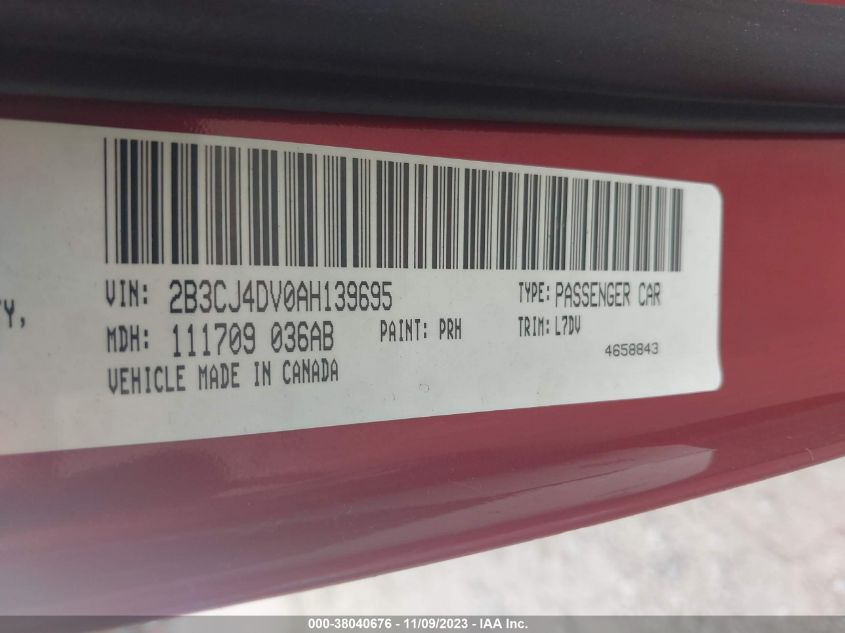 VIN: 2B3CJ4DV0AH139695 TYPE: PASSENGER CAR
TY,
MDH: 111709 036AB PAINT: PRH TRIM: L7DV
4658843
VEHICLE MADE IN CANADA
000-38040676 - 11/09/2023 - IAA Inc.